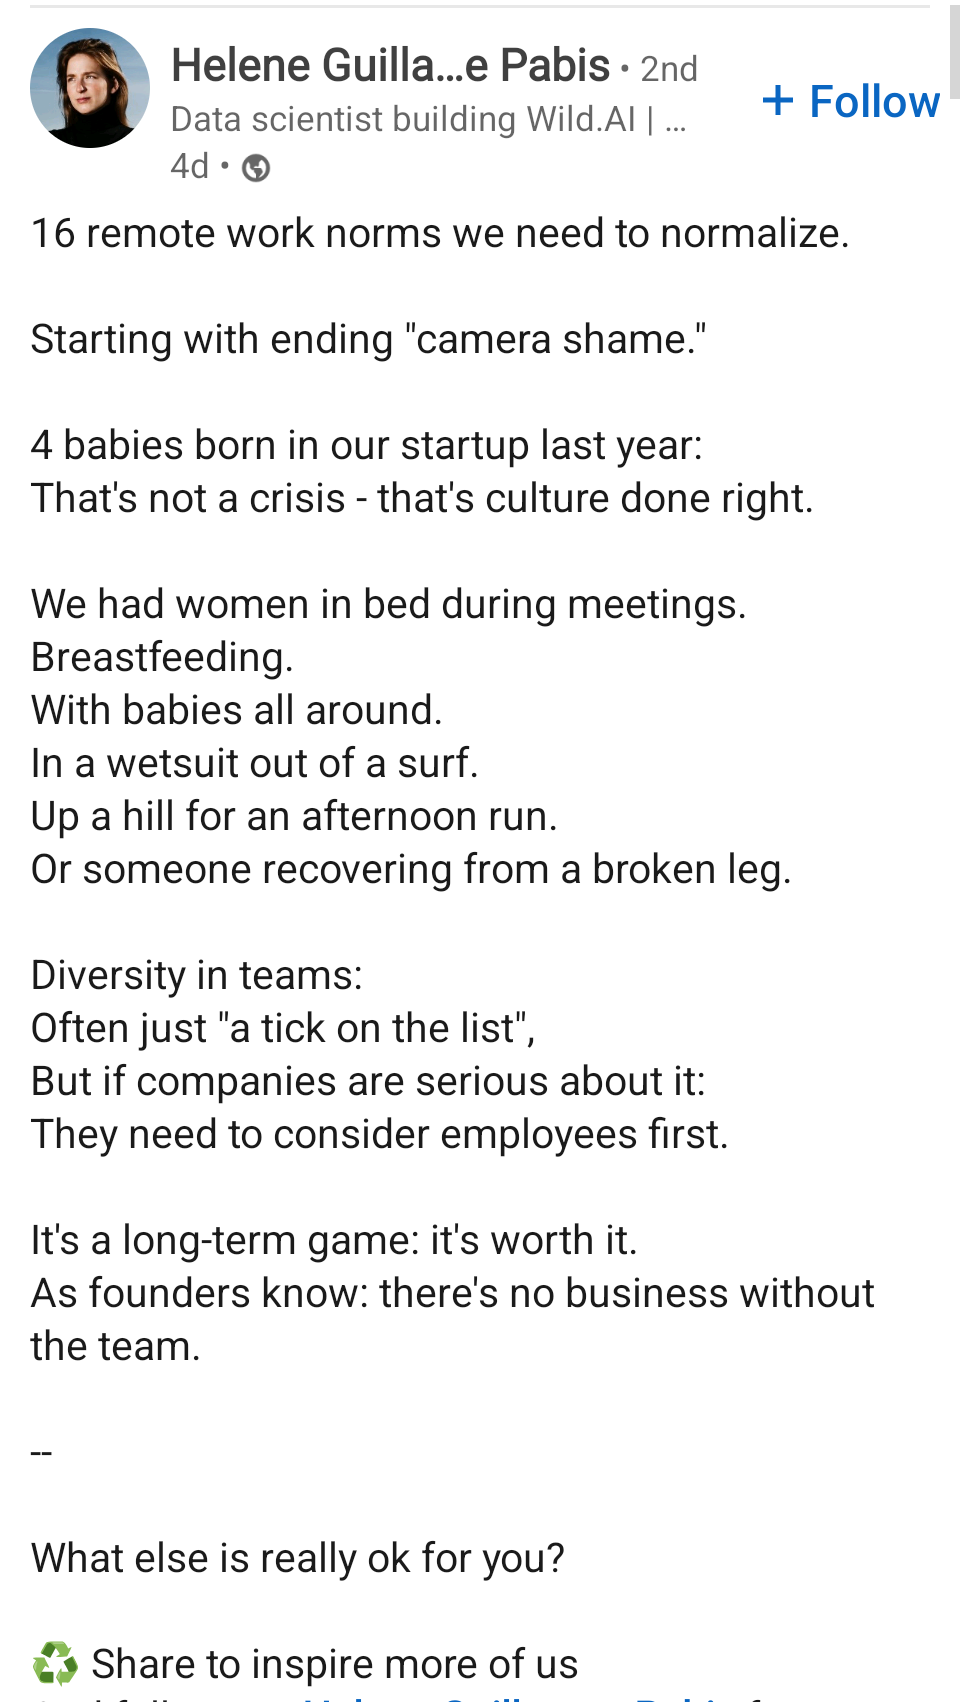 Helene Guilla...e Pabis • 2nd
+ Follow
Data scientist building Wild.AI | ...
4d •
16 remote work norms we need to normalize.
Starting with ending "camera shame."
4 babies born in our startup last year:
That's not a crisis - that's culture done right.
We had women in bed during meetings.
Breastfeeding.
With babies all around.
In a wetsuit out of a surf.
Up a hill for an afternoon run.
Or someone recovering from a broken leg.
Diversity in teams:
Often just "a tick on the list",
But if companies are serious about it:
They need to consider employees first.
It's a long-term game: it's worth it.
As founders know: there's no business without
the team.
--
What else is really ok for you?
♻️ Share to inspire more of us